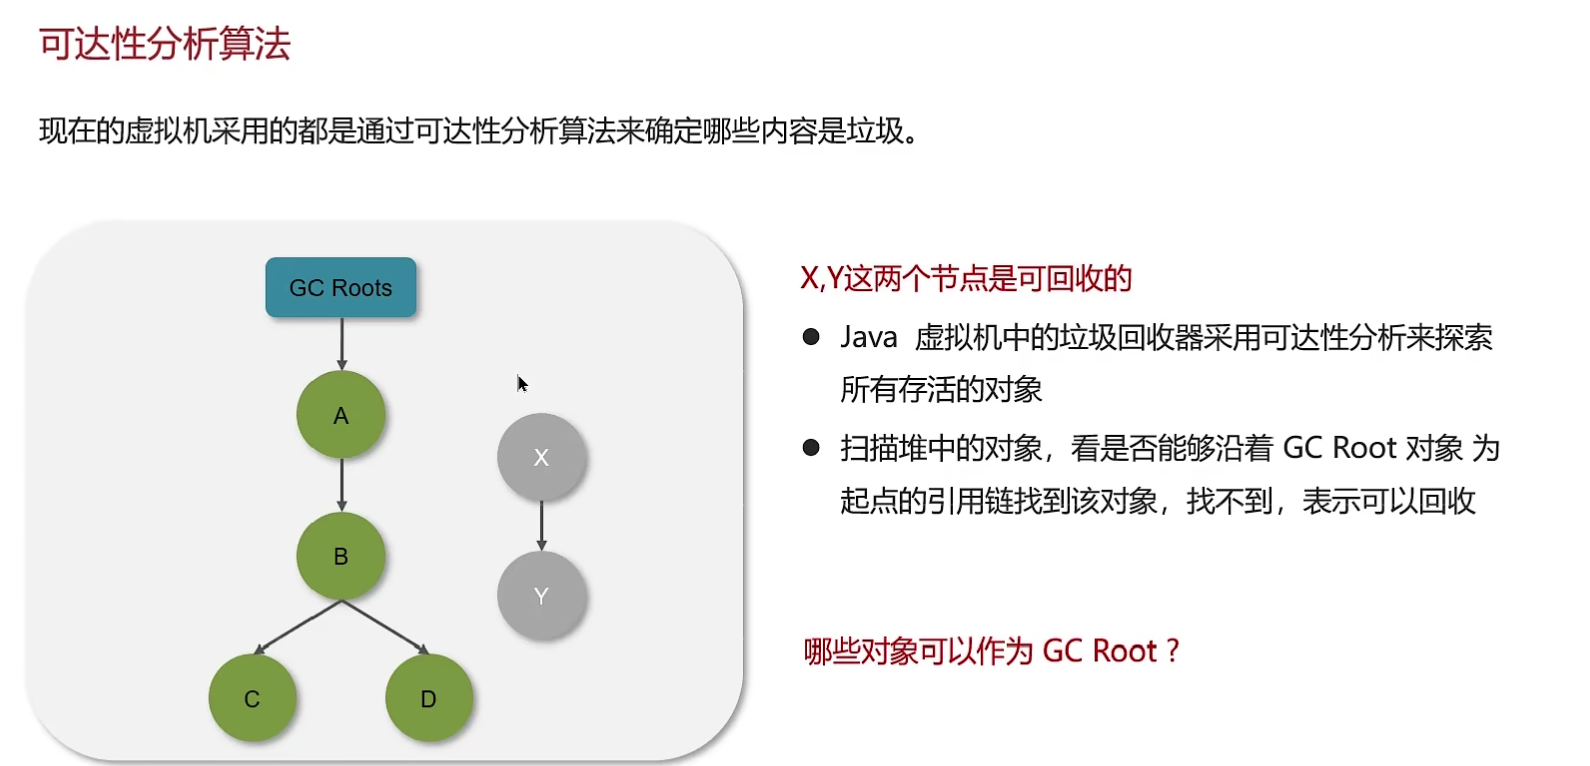 可达性分析算法
现在的虚拟机采用的都是通过可达性分析算法来确定哪些内容是垃圾。
GC Roots
A
B
C
D
X
Y
X,Y这两个节点是可回收的
Java 虚拟机中的垃圾回收器采用可达性分析来探索
所有存活的对象
扫描堆中的对象，看是否能够沿着 GC Root 对象 为
起点的引用链找到该对象，找不到，表示可以回收
哪些对象可以作为 GC Root ?